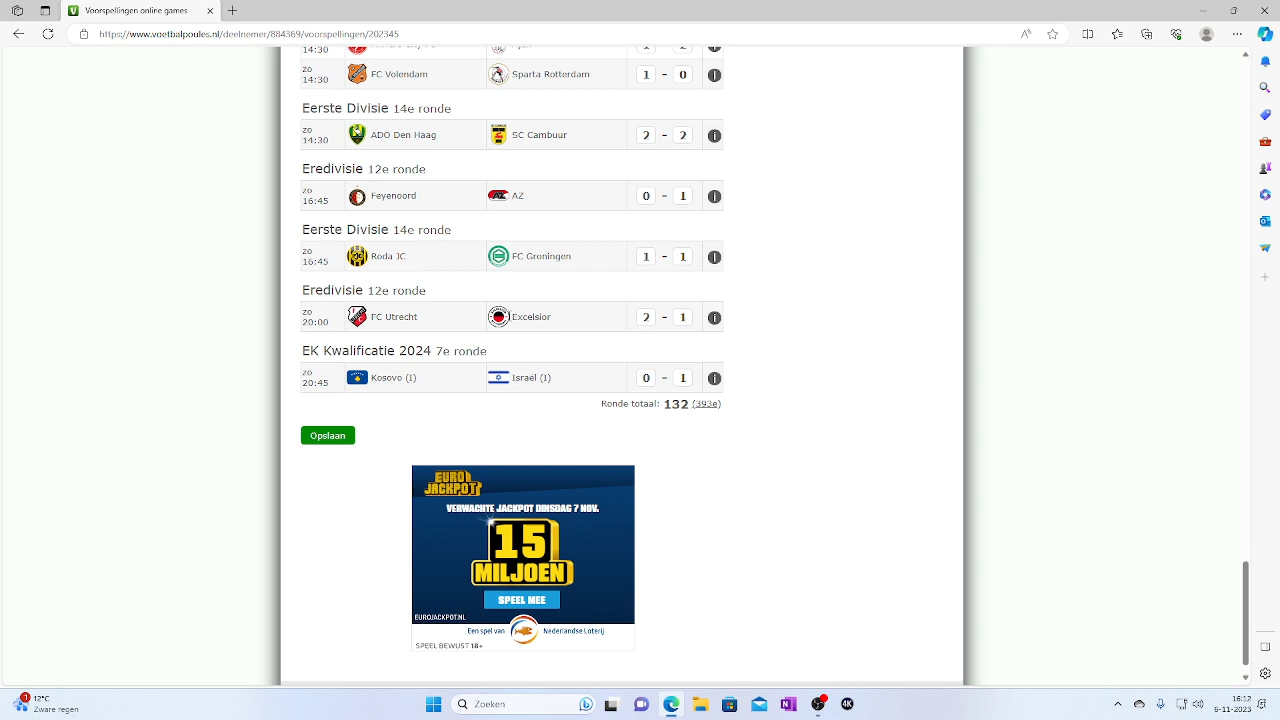 Voorspelingen online games
https://www.voetbalpoules.nl/deelnemer/884369/voorspellingen/202345
14:30
zo 14:30 FC Volendam Sparta Rotterdam 1 - 0
Eerste Divisie 14e ronde
zo 14:30 ADO Den Haag SC Cambuur 2 - 2
Eredivisie 12e ronde
zo 16:45 Feyenoord AZ 0 - 1
Eerste Divisie 14e ronde
zo 16:45 Roda JC FC Groningen 1 - 1
Eredivisie 12e ronde
zo 20:00 FC Utrecht Excelsior 2 - 1
EK Kwalificatie 2024 7e ronde
zo 20:45 Kosovo (I) Israel (I) 0 - 1
Ronde totaal: 132 (393e)
Opslaan
EURO
JACKPOT
VERWACHTE JACKPOT DINSDAG 7 NOV.
15
MILJOEN
SPEEL MEE
EUROJACKPOT.NL
Een spel van Nederlandse Loterij
SPEEL BEWUST 18+
1 12°C
Zware regen
Zoeken
4K
16:12
6-11-2023